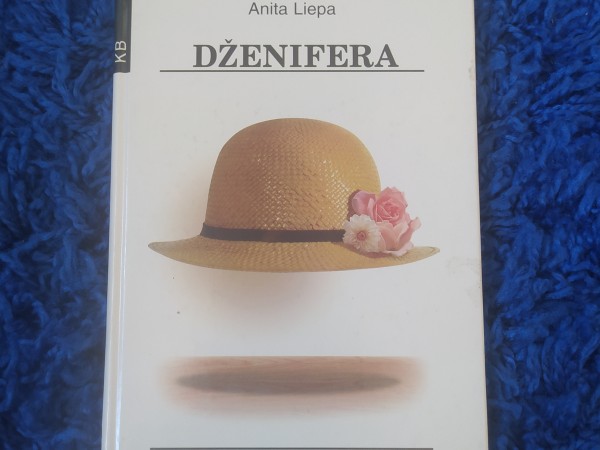 Anita Liepa
KB
DŽENIFERA